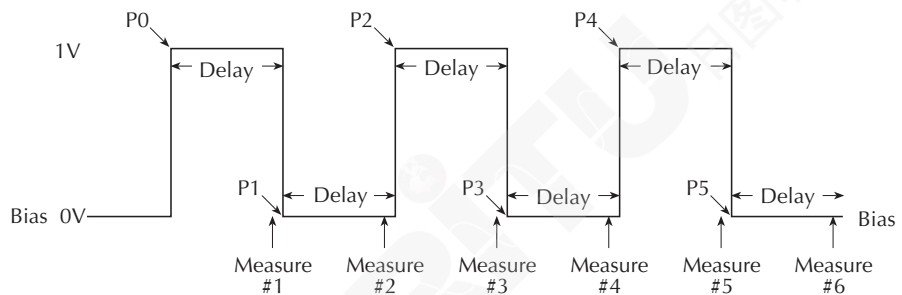 P0 P2 P4
1V
Delay Delay Delay
P1 Delay P3 Delay P5 Delay
Bias 0V Bias
Measure Measure Measure Measure Measure Measure
#1 #2 #3 #4 #5 #6